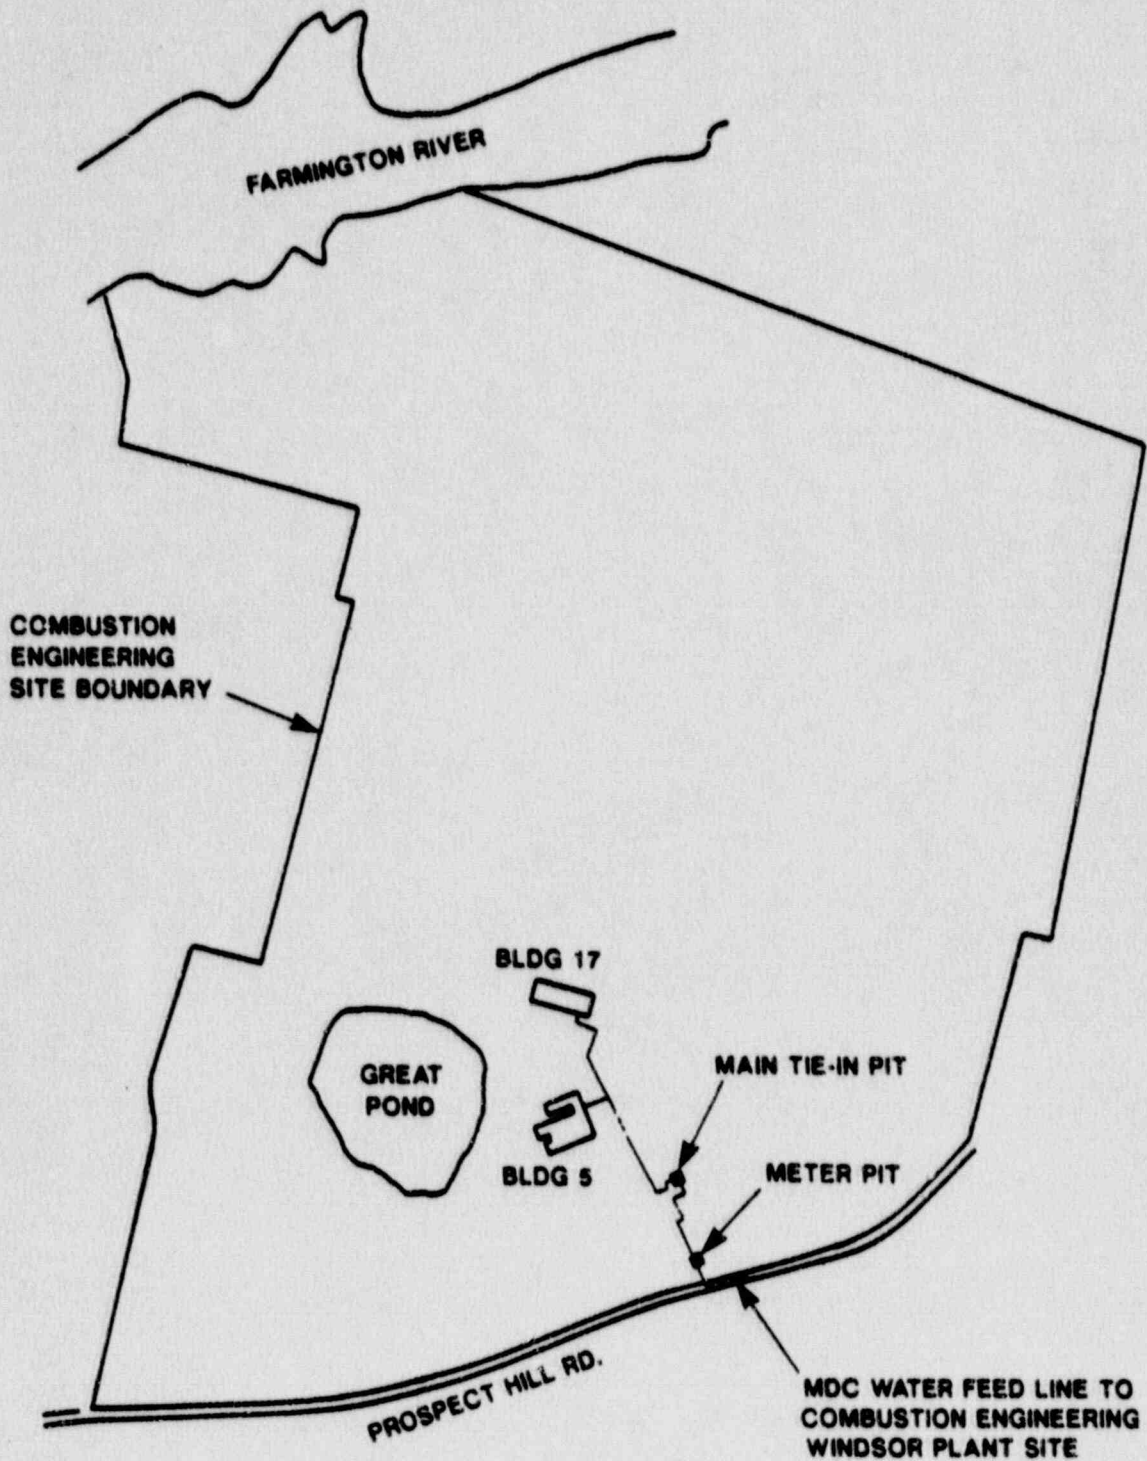 FARMINGTON RIVER
COMBUSTION
ENGINEERING
SITE BOUNDARY
BLDG 17
GREAT
POND
MAIN TIE-IN PIT
BLDG 5
METER PIT
PROSPECT HILL RD.
MDC WATER FEED LINE TO
COMBUSTION ENGINEERING
WINDSOR PLANT SITE